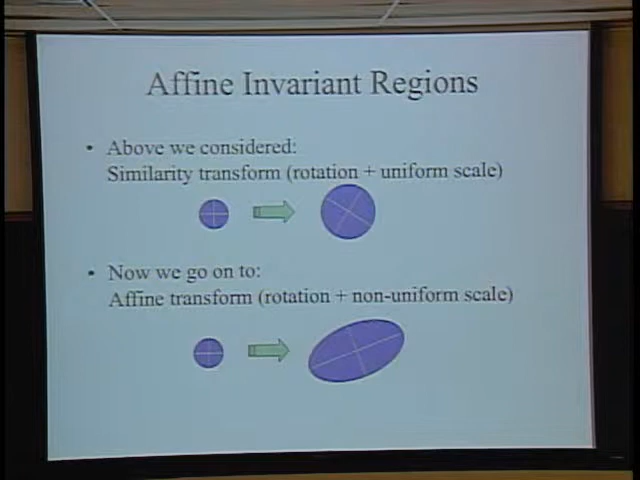 Affine Invariant Regions
• Above we considered:
Similarity transform (rotation + uniform scale)
• Now we go on to:
Affine transform (rotation + non-uniform scale)